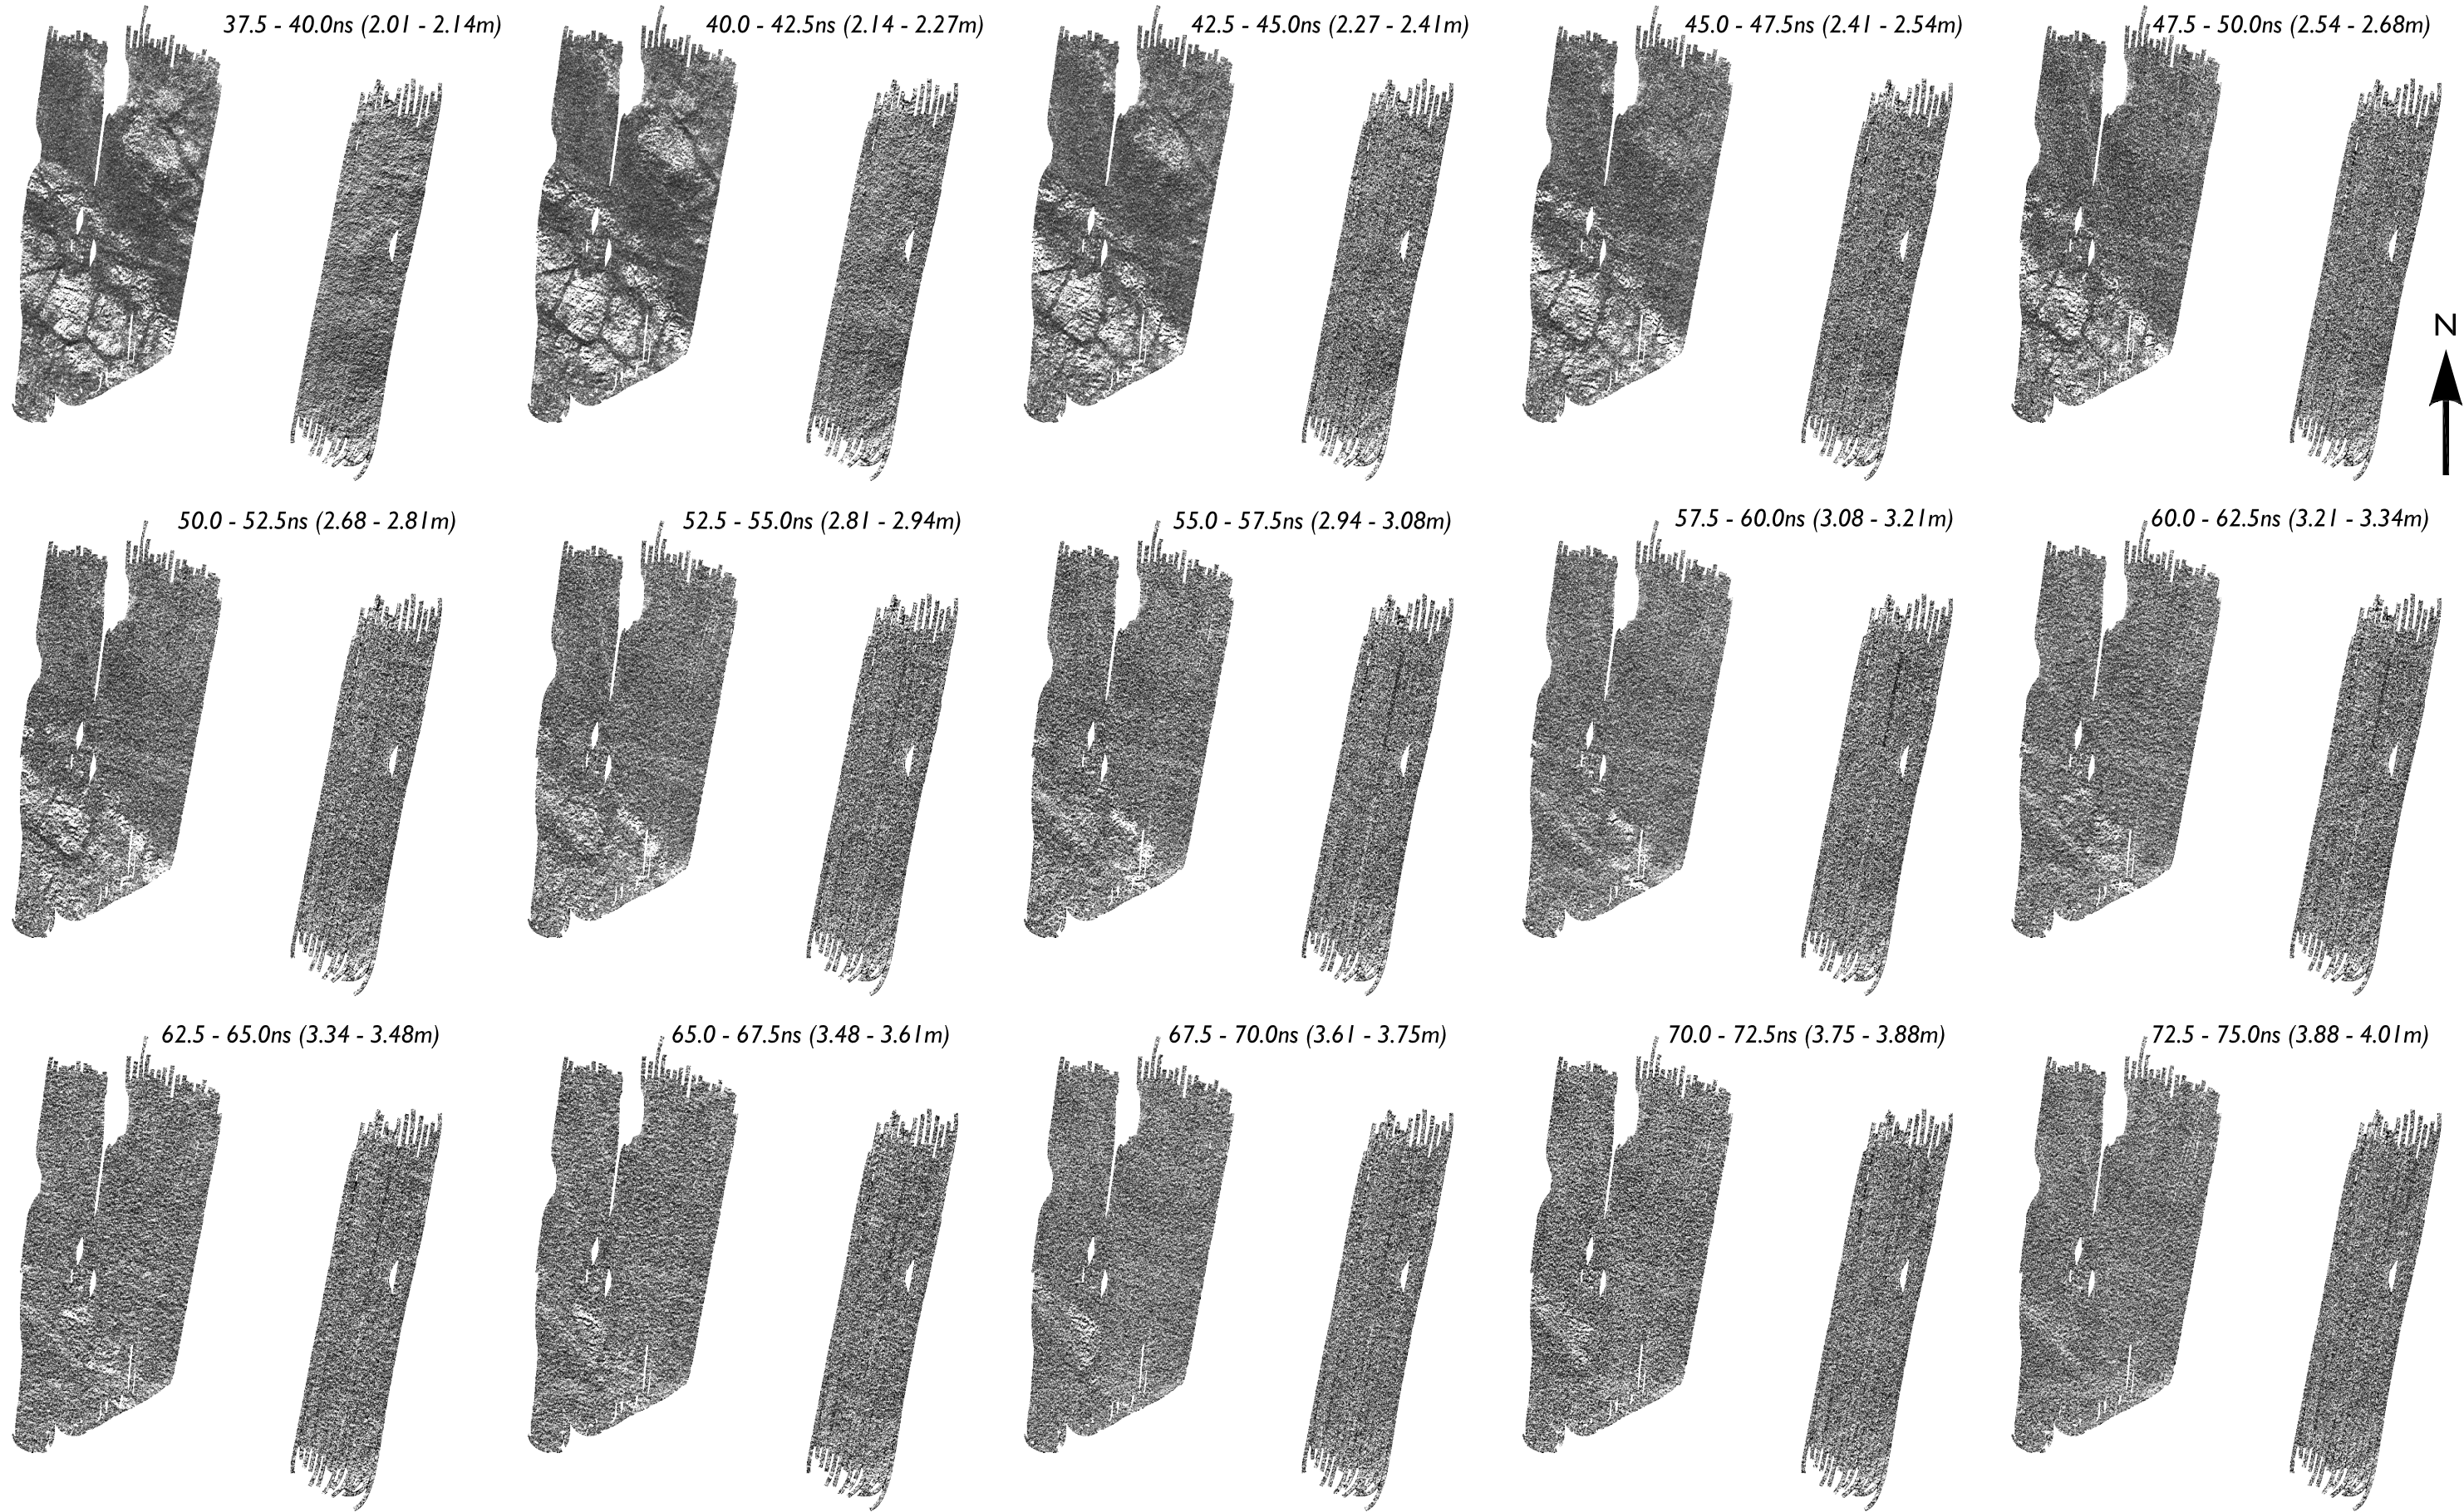 37.5 - 40.0ns (2.01 - 2.14m)
40.0 - 42.5ns (2.14 - 2.27m)
42.5 - 45.0ns (2.27 - 2.41m)
45.0 - 47.5ns (2.41 - 2.54m)
47.5 - 50.0ns (2.54 - 2.68m)
N
50.0 - 52.5ns (2.68 - 2.81m)
52.5 - 55.0ns (2.81 - 2.94m)
55.0 - 57.5ns (2.94 - 3.08m)
57.5 - 60.0ns (3.08 - 3.21m)
60.0 - 62.5ns (3.21 - 3.34m)
62.5 - 65.0ns (3.34 - 3.48m)
65.0 - 67.5ns (3.48 - 3.61m)
67.5 - 70.0ns (3.61 - 3.75m)
70.0 - 72.5ns (3.75 - 3.88m)
72.5 - 75.0ns (3.88 - 4.01m)